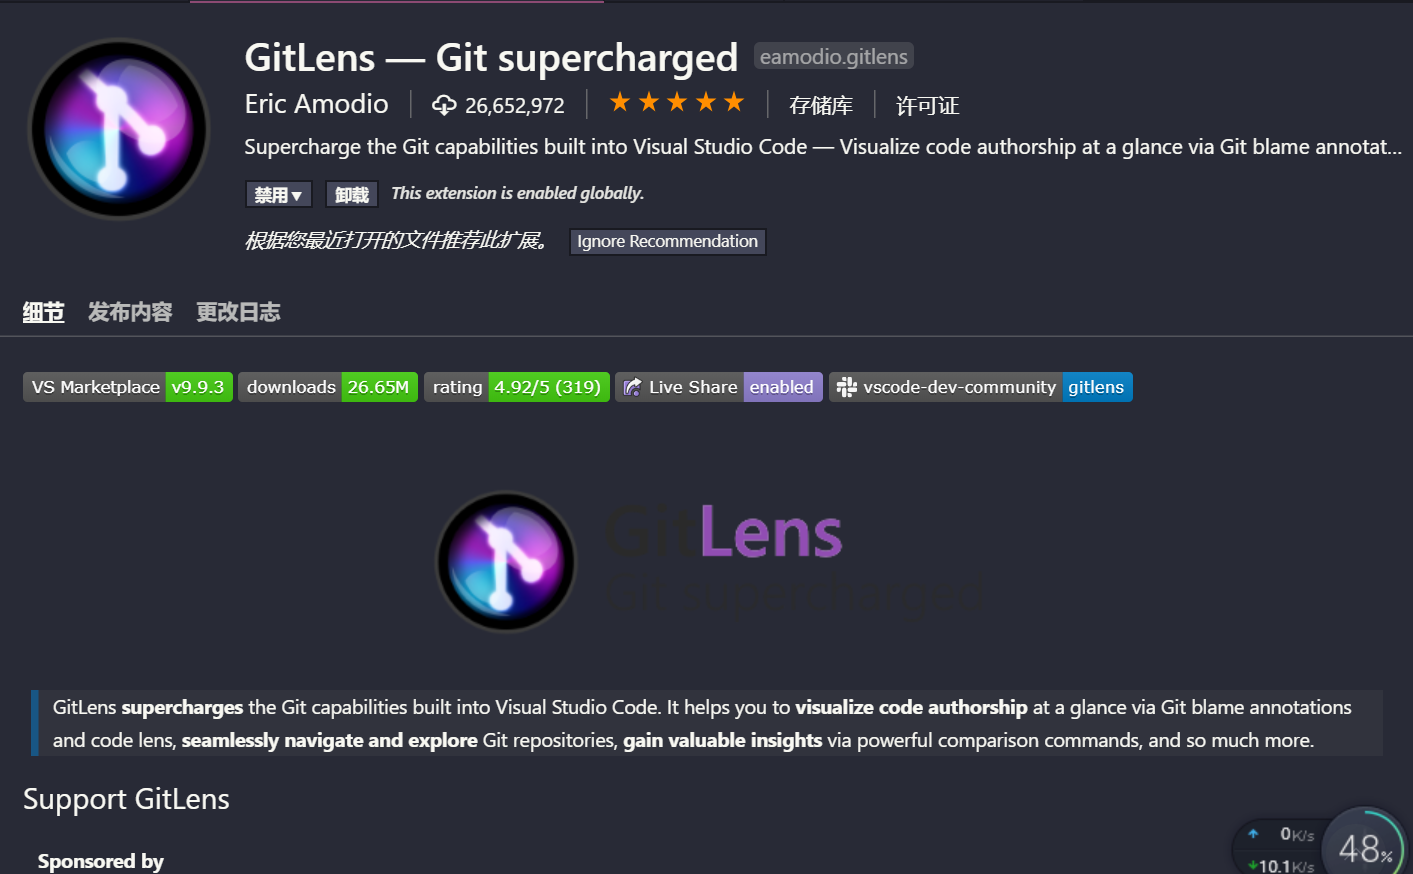 GitLens — Git supercharged eamodio.gitlens
Eric Amodio 26,652,972 存储库 许可证
Supercharge the Git capabilities built into Visual Studio Code — Visualize code authorship at a glance via Git blame annotat...
禁用 卸载 This extension is enabled globally.
根据您最近打开的文件推荐此扩展。 Ignore Recommendation
细节 发布内容 更改日志
VS Marketplace v9.9.3 downloads 26.65M rating 4.92/5 (319) Live Share enabled vscode-dev-community gitlens
GitLens
Git supercharged
GitLens supercharges the Git capabilities built into Visual Studio Code. It helps you to visualize code authorship at a glance via Git blame annotations
and code lens, seamlessly navigate and explore Git repositories, gain valuable insights via powerful comparison commands, and so much more.
Support GitLens
Sponsored by
0K/s
10.1K/s
48%